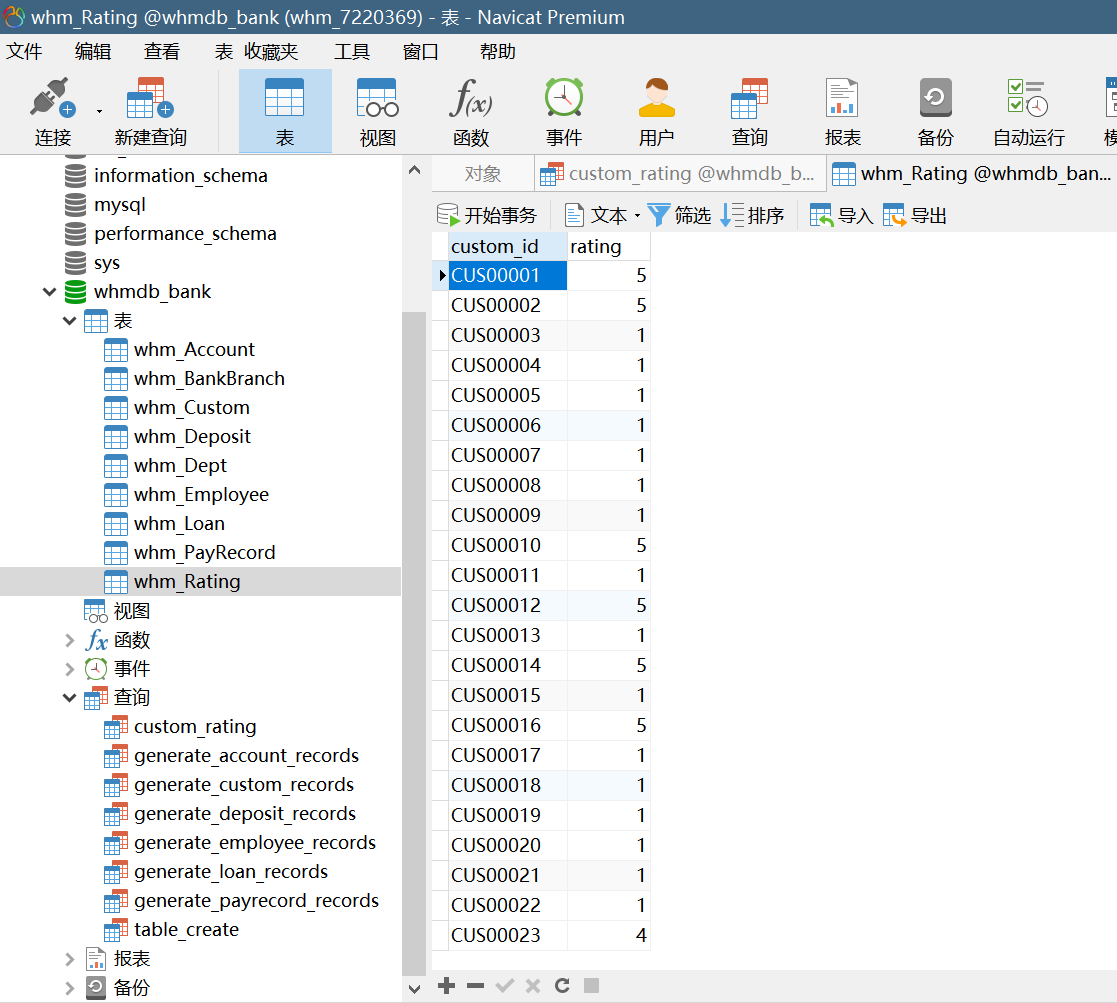 whm_Rating @whmdb_bank (whm_7220369) - 表 - Navicat Premium
文件 编辑 查看 表 收藏夹 工具 窗口 帮助
连接 新建查询 表 视图 函数 事件 用户 查询 报表 备份 自动运行
information_schema
mysql
performance_schema
sys
whmdb_bank
表
whm_Account
whm_BankBranch
whm_Custom
whm_Deposit
whm_Dept
whm_Employee
whm_Loan
whm_PayRecord
whm_Rating
视图
函数
事件
查询
custom_rating
generate_account_records
generate_custom_records
generate_deposit_records
generate_employee_records
generate_loan_records
generate_payrecord_records
table_create
报表
备份
对象 custom_rating @whmdb_b... whm_Rating @whmdb_ban...
开始事务 文本 筛选 排序 导入 导出
custom_id rating
CUS00001 5
CUS00002 5
CUS00003 1
CUS00004 1
CUS00005 1
CUS00006 1
CUS00007 1
CUS00008 1
CUS00009 1
CUS00010 5
CUS00011 1
CUS00012 5
CUS00013 1
CUS00014 5
CUS00015 1
CUS00016 5
CUS00017 1
CUS00018 1
CUS00019 1
CUS00020 1
CUS00021 1
CUS00022 1
CUS00023 4